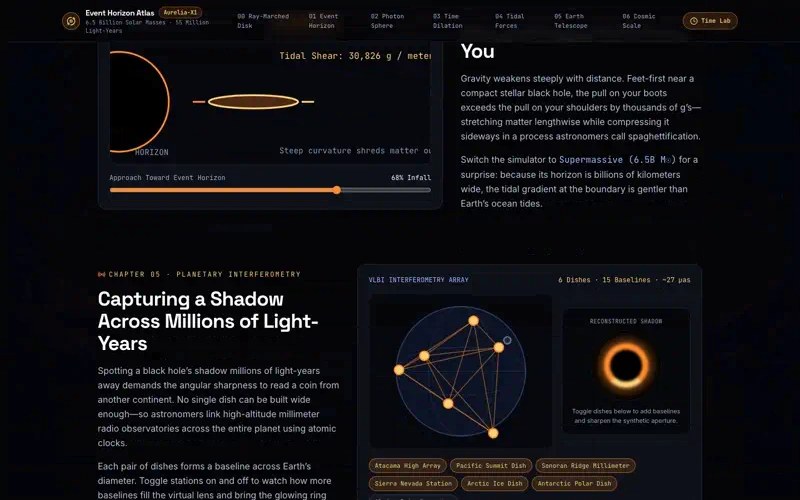 Event Horizon Atlas Aurelia-X1
6.5 Billion Solar Masses · 55 Million
Light-Years
00 Ray-Marched
Disk
01 Event
Horizon
02 Photon
Sphere
03 Time
Dilation
04 Tidal
Forces
05 Earth
Telescope
06 Cosmic
Scale
Time Lab
Tidal Shear: 30,826 g / meter
HORIZON
Steep curvature shreds matter ou
Approach Toward Event Horizon
68% Infall
You
Gravity weakens steeply with distance. Feet-first near a
compact stellar black hole, the pull on your boots
exceeds the pull on your shoulders by thousands of g's—
stretching matter lengthwise while compressing it
sideways in a process astronomers call spaghettification.
Switch the simulator to Supermassive (6.5B M☉) for a
surprise: because its horizon is billions of kilometers
wide, the tidal gradient at the boundary is gentler than
Earth's ocean tides.
CHAPTER 05 · PLANETARY INTERFEROMETRY
Capturing a Shadow
Across Millions of Light-
Years
Spotting a black hole's shadow millions of light-years
away demands the angular sharpness to read a coin from
another continent. No single dish can be built wide
enough—so astronomers link high-altitude millimeter
radio observatories across the entire planet using atomic
clocks.
Each pair of dishes forms a baseline across Earth's
diameter. Toggle stations on and off to watch how more
baselines fill the virtual lens and bring the glowing ring
VLBI INTERFEROMETRY ARRAY
6 Dishes · 15 Baselines · ~27 μas
RECONSTRUCTED SHADOW
Toggle dishes below to add baselines
and sharpen the synthetic aperture.
Atacama High Array
Pacific Summit Dish
Sonoran Ridge Millimeter
Sierra Nevada Station
Arctic Ice Dish
Antarctic Polar Dish